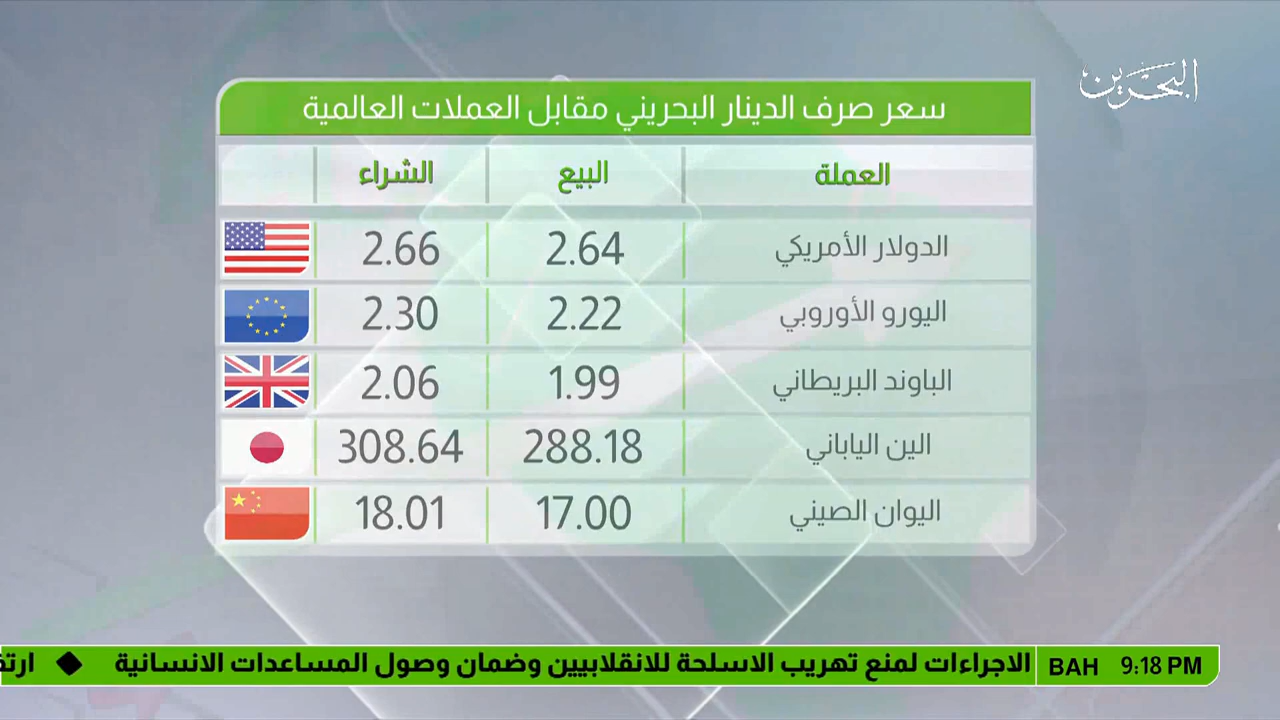 البحرين
سعر صرف الدينار البحريني مقابل العملات العالمية
العملة البيع الشراء
الدولار الأمريكي 2.64 2.66
اليورو الأوروبي 2.22 2.30
الباوند البريطاني 1.99 2.06
الين الياباني 288.18 308.64
اليوان الصيني 17.00 18.01
BAH 9:18 PM
الاجراءات لمنع تهريب الاسلحة للانقلابيين وضمان وصول المساعدات الانسانية ◆